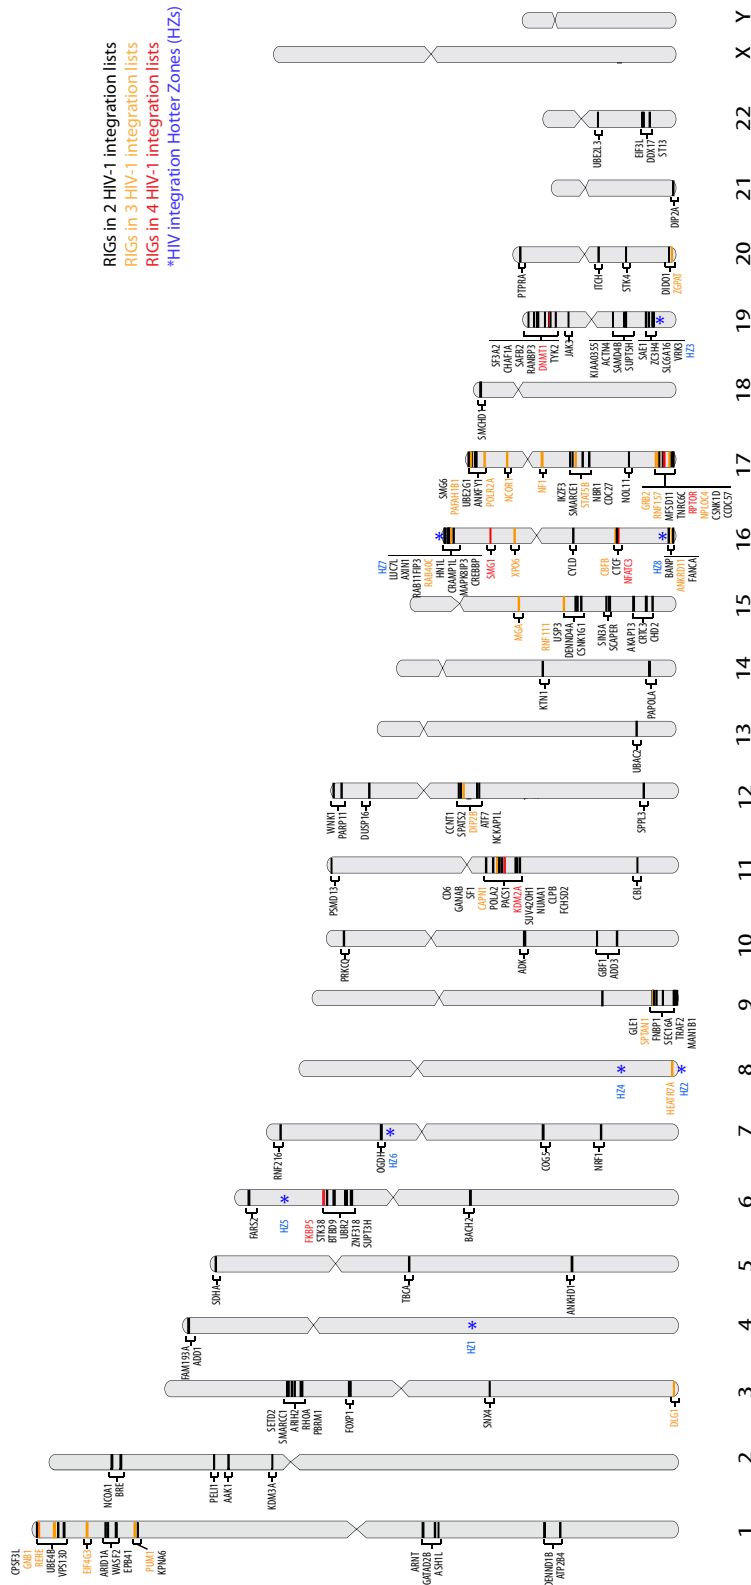 RIGs in 2 HIV-1 integration lists
RIGs in 3 HIV-1 integration lists
RIGs in 4 HIV-1 integration lists
*HIV integration Hotter Zones (HZs)
CPSF3L
GNB1
RERE
UBE4B
VPS13D
EIF4G3
ARID1A
WASF2
EPB41
PUM1
KPNA6
ARNT
GATAD2B
ASH1L
DENND1B
ATP2B4
1
NCOA1
BRE
PELI1
AAK1
KDM3A
2
SETD2
SMARCC1
ARIH2
RHOA
PBRM1
FOXP1
SNX4
DLG1
3
FAM193A
ADD1
*
HZ1
4
SDHA
TBCA
ANKHD1
5
FARS2
*
HZ5
FKBP5
STK38
BTBD9
UBR2
ZNF318
SUPT3H
BACH2
6
RNF216
OGDH
*
HZ6
COG5
NRF1
7
*
HZ4
HEATR7A
*
HZ2
8
GLE1
SPTAN1
FNBP1
SEC16A
TRAF2
MAN1B1
9
PRKCQ
ADK
GBF1
ADD3
10
PSMD13
CD6
GANAB
SF1
CAPN1
POLA2
PACS1
KDM2A
SUV42OH1
NUMA1
CLPB
FCHSD2
CBL
11
WNK1
PARP11
DUSP16
CCNT1
SPATS2
DIP2B
ATF7
NCKAP1L
SPPL3
12
UBAC2
13
KTN1
PAPOLA
14
MGA
RNF111
USP3
DENND4A
CSNK1G1
SIN3A
SCAPER
AKAP13
CRTC3
CHD2
15
*
HZ7
LUC7L
AXIN1
RAB11FIP3
RAB40C
HN1L
CRAMP1L
MAPK8IP3
CREBBP
SMG1
XPO6
CYLD
CBFB
CTCF
NFATC3
*
HZ8
BANP
ANKRD11
FANCA
16
SMG6
PAFAH1B1
UBE2G1
ANKFY1
POLR2A
NCOR1
NF1
IKZF3
SMARCE1
STAT5B
NBR1
CDC27
NOL11
GRB2
RNF157
MFSD11
TNRC6C
RPTOR
NPLOC4
CSNK1D
CCDC57
17
SMCHD1
18
SF3A2
CHAF1A
SAFB2
RANBP3
DNMT1
TYK2
JAK3
KIAA0355
ACTN4
SAMD4B
SUPT5H
SAE1
ZC3H4
SLC6A16
VRK3
*
HZ3
19
PTPRA
ITCH
STK4
DIDO1
ZGPAT
20
DIP2A
21
UBE2L3
EIF3L
DDX17
ST13
22
X
Y